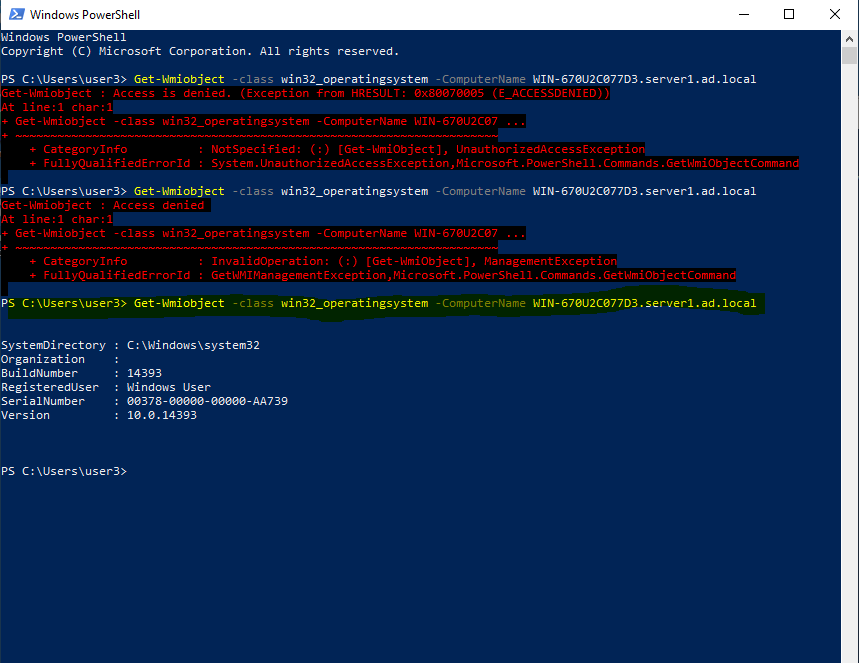 Windows PowerShell
Windows PowerShell
Copyright (C) Microsoft Corporation. All rights reserved.
PS C:\Users\user3> Get-Wmiobject -class win32_operatingsystem -ComputerName WIN-670U2C077D3.server1.ad.local
Get-Wmiobject : Access is denied. (Exception from HRESULT: 0x80070005 (E_ACCESSDENIED))
At line:1 char:1
+ Get-Wmiobject -class win32_operatingsystem -ComputerName WIN-670U2C07 ...
+ ~~~~~~~~~~~~~~~~~~~~~~~~~~~~~~~~~~~~~~~~~~~~~~~~~~~~~~~~~~~~~~~~~~~~~
+ CategoryInfo : NotSpecified: (:) [Get-WmiObject], UnauthorizedAccessException
+ FullyQualifiedErrorId : System.UnauthorizedAccessException,Microsoft.PowerShell.Commands.GetWmiObjectCommand
PS C:\Users\user3> Get-Wmiobject -class win32_operatingsystem -ComputerName WIN-670U2C077D3.server1.ad.local
Get-Wmiobject : Access denied
At line:1 char:1
+ Get-Wmiobject -class win32_operatingsystem -ComputerName WIN-670U2C07 ...
+ ~~~~~~~~~~~~~~~~~~~~~~~~~~~~~~~~~~~~~~~~~~~~~~~~~~~~~~~~~~~~~~~~~~~~~
+ CategoryInfo : InvalidOperation: (:) [Get-WmiObject], ManagementException
+ FullyQualifiedErrorId : GetWMIManagementException,Microsoft.PowerShell.Commands.GetWmiObjectCommand
PS C:\Users\user3> Get-Wmiobject -class win32_operatingsystem -ComputerName WIN-670U2C077D3.server1.ad.local
SystemDirectory : C:\Windows\system32
Organization :
BuildNumber : 14393
RegisteredUser : Windows User
SerialNumber : 00378-00000-00000-AA739
Version : 10.0.14393
PS C:\Users\user3>